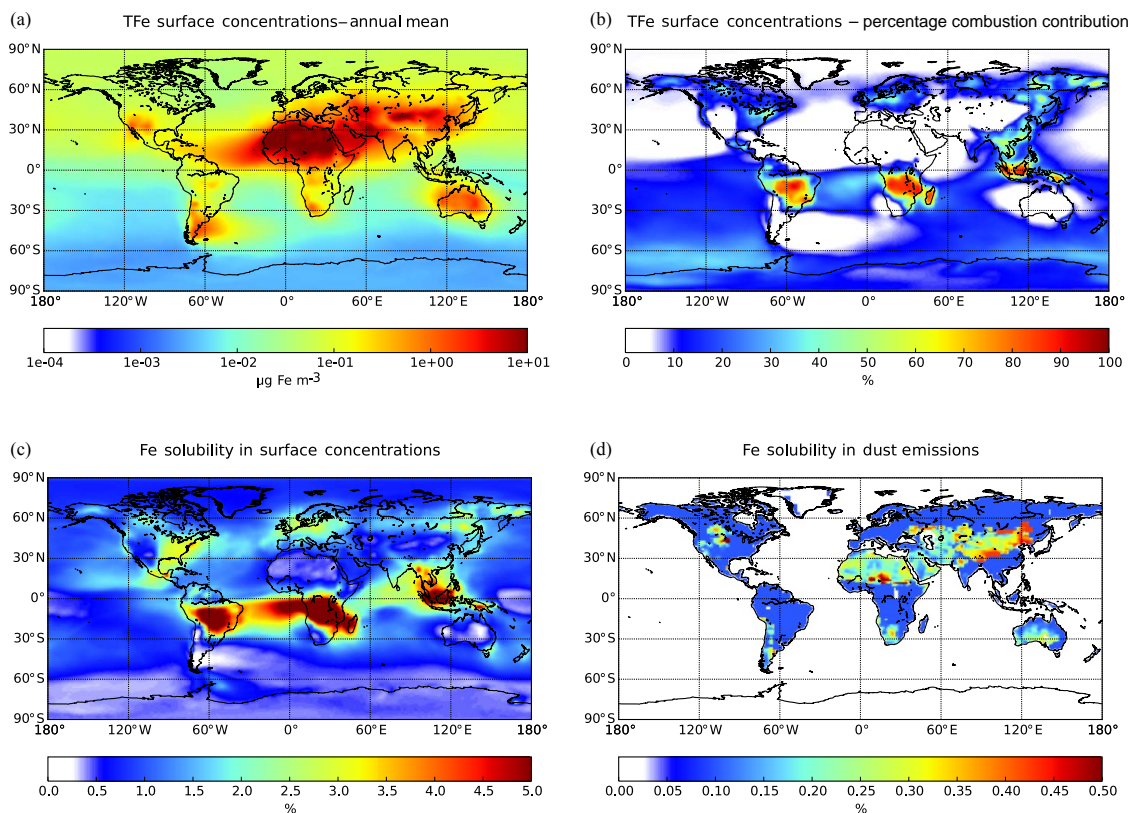 (a)
TFe surface concentrations–annual mean
90°N
60°N
30°N
0°
30°S
60°S
90°S
180° 120°W 60°W 0° 60°E 120°E 180°
1e-04 1e-03 1e-02 1e-01 1e+00 1e+01
µg Fe m-3
(b)
TFe surface concentrations – percentage combustion contribution
90°N
60°N
30°N
0°
30°S
60°S
90°S
180° 120°W 60°W 0° 60°E 120°E 180°
0 10 20 30 40 50 60 70 80 90 100
%
(c)
Fe solubility in surface concentrations
90°N
60°N
30°N
0°
30°S
60°S
90°S
180° 120°W 60°W 0° 60°E 120°E 180°
0.0 0.5 1.0 1.5 2.0 2.5 3.0 3.5 4.0 4.5 5.0
%
(d)
Fe solubility in dust emissions
90°N
60°N
30°N
0°
30°S
60°S
90°S
180° 120°W 60°W 0° 60°E 120°E 180°
0.00 0.05 0.10 0.15 0.20 0.25 0.30 0.35 0.40 0.45 0.50
%